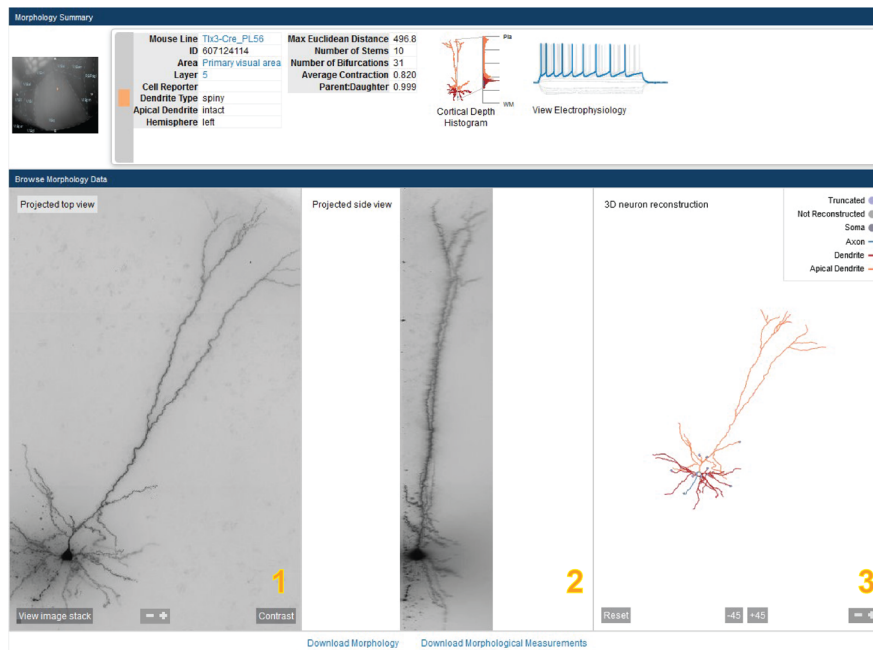 Morphology Summary
Mouse Line Tlx3-Cre_PL56
ID 607124114
Area Primary visual area
Layer 5
Cell Reporter
Dendrite Type spiny
Apical Dendrite intact
Hemisphere left
Max Euclidean Distance 496.8
Number of Stems 10
Number of Bifurcations 31
Average Contraction 0.820
Parent:Daughter 0.999
Pia
WM
Cortical Depth
Histogram
View Electrophysiology
Browse Morphology Data
Projected top view
Projected side view
3D neuron reconstruction
Truncated
Not Reconstructed
Soma
Axon
Dendrite
Apical Dendrite
1
2
3
View image stack
Contrast
Reset
-45 +45
Download Morphology Download Morphological Measurements